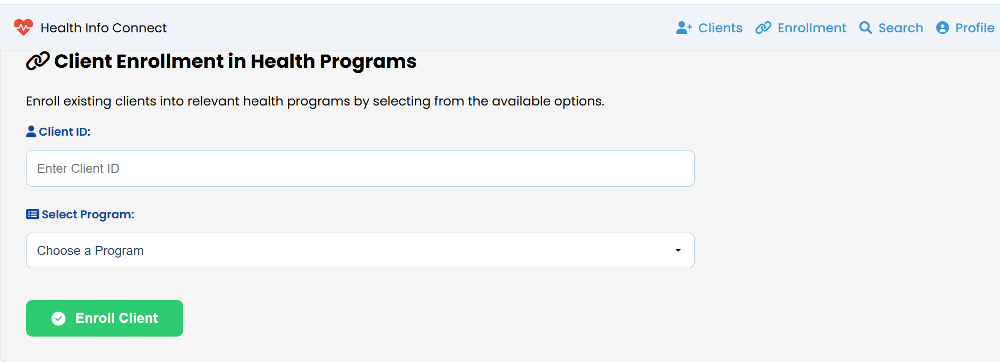 Health Info Connect
Clients Enrollment Search Profile
Client Enrollment in Health Programs
Enroll existing clients into relevant health programs by selecting from the available options.
Client ID:
Enter Client ID
Select Program:
Choose a Program
Enroll Client